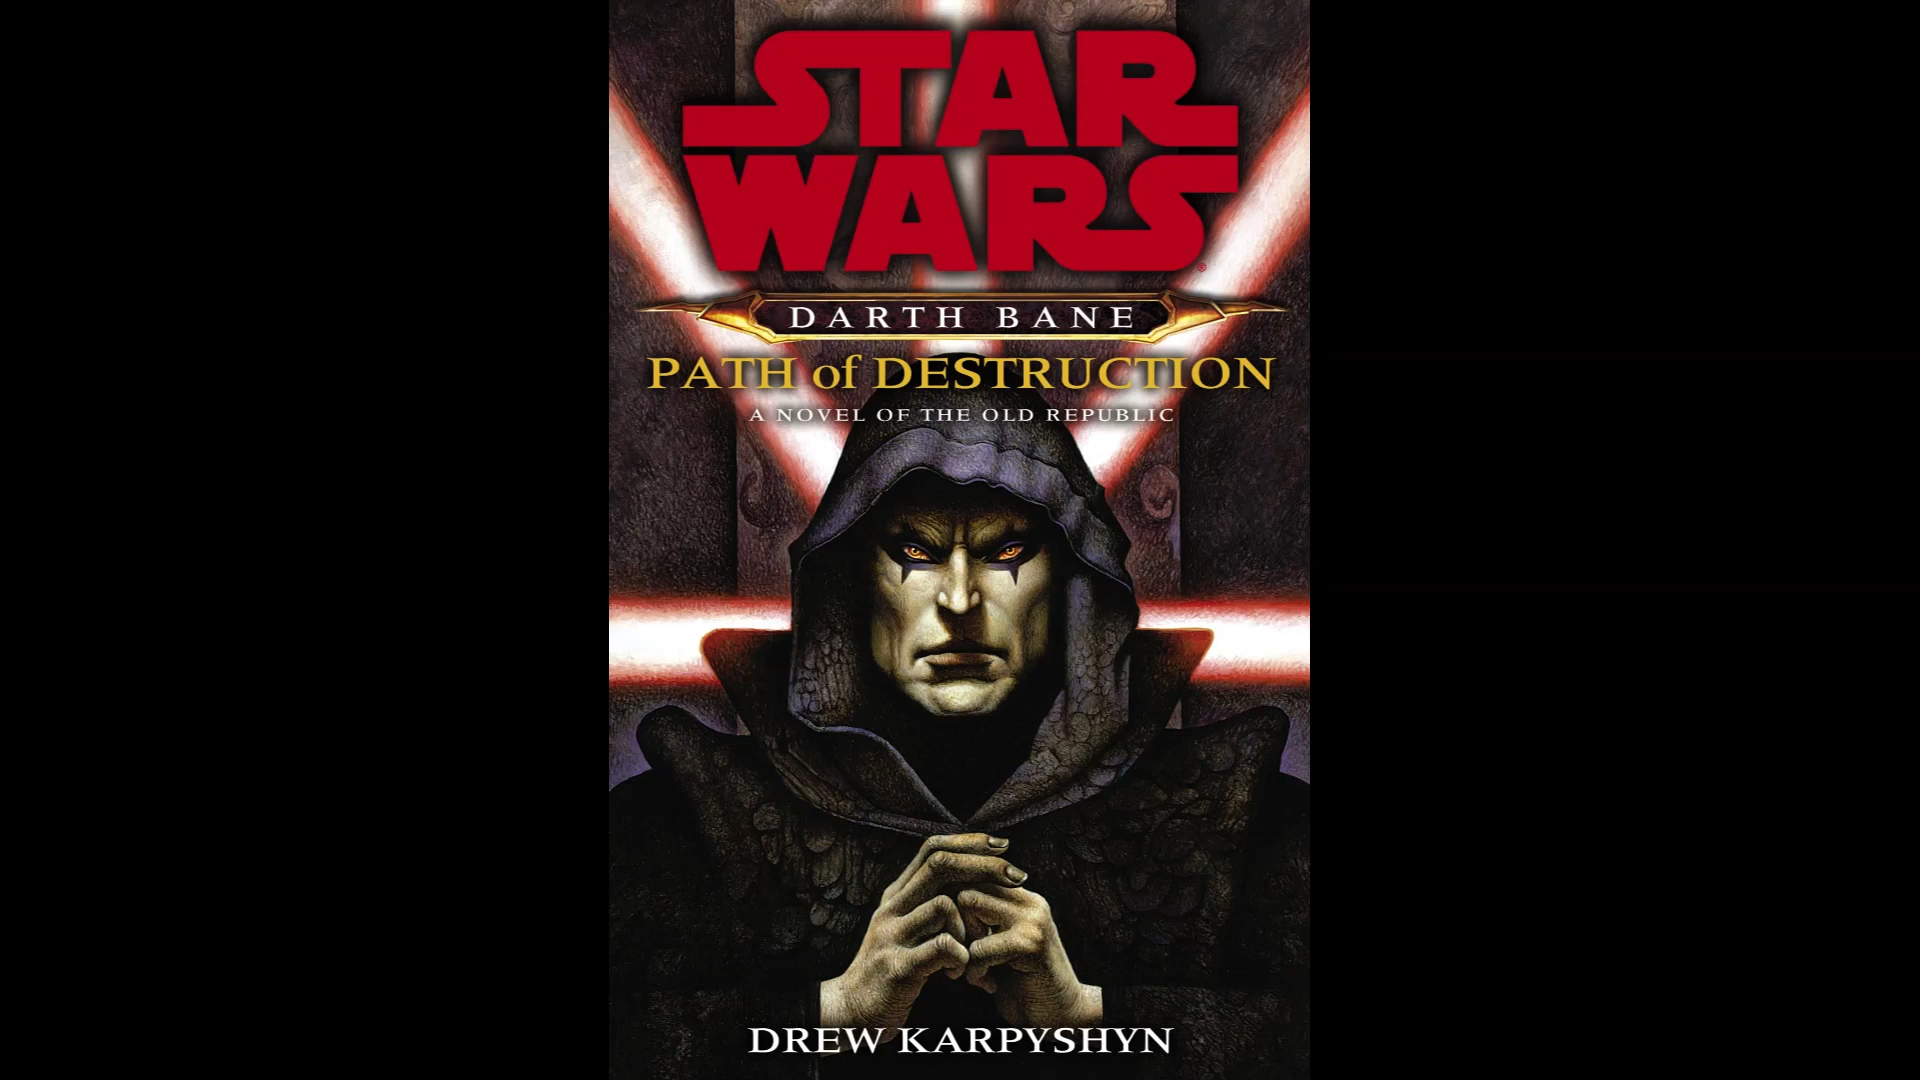 STAR
WARS®
DARTH BANE
PATH of DESTRUCTION
A NOVEL OF THE OLD REPUBLIC
DREW KARPYSHYN